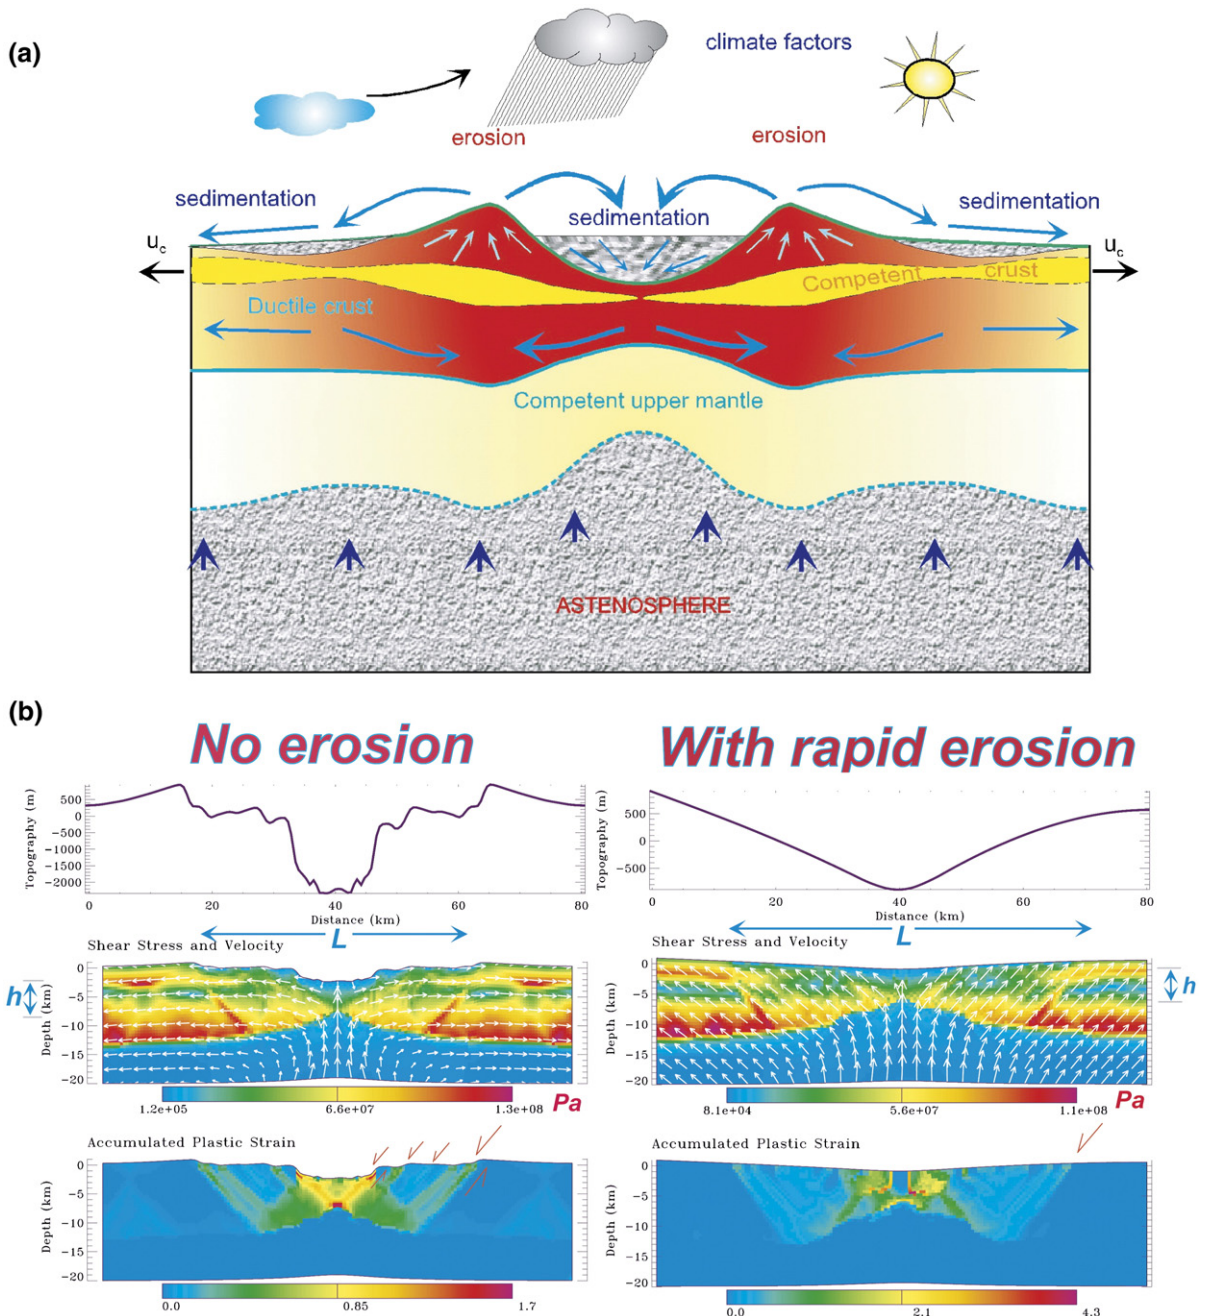 (a)
climate factors
erosion
erosion
sedimentation
sedimentation
sedimentation
u_c
u_c
Competent crust
Ductile crust
Competent upper mantle
ASTENOSPHERE
(b)
No erosion
With rapid erosion
Topography (m)
500
0
−500
−1000
−1500
−2000
0 20 40 60 80
Distance (km)
L
Topography (m)
500
0
−500
0 20 40 60 80
Distance (km)
L
Shear Stress and Velocity
h
Depth (km)
0
−5
−10
−15
−20
1.2e+05 6.6e+07 1.3e+08 Pa
Shear Stress and Velocity
h
Depth (km)
0
−5
−10
−15
−20
8.1e+04 5.6e+07 1.1e+08
Pa
Accumulated Plastic Strain
Depth (km)
0
−5
−10
−15
−20
0.0 0.85 1.7
Accumulated Plastic Strain
Depth (km)
0
−5
−10
−15
−20
0.0 2.1 4.3